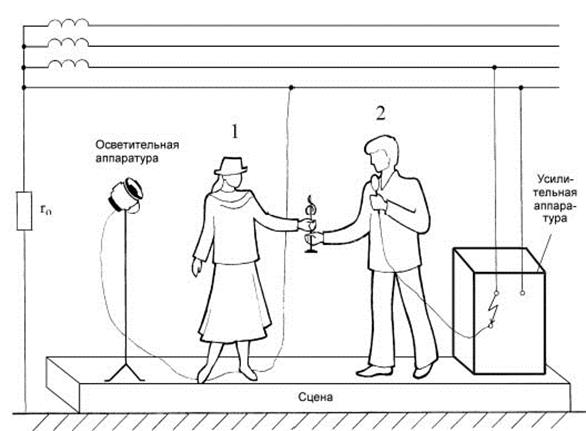 1
2
Осветительная
аппаратура
Усили-
тельная
аппара-
тура
r₀
Сцена